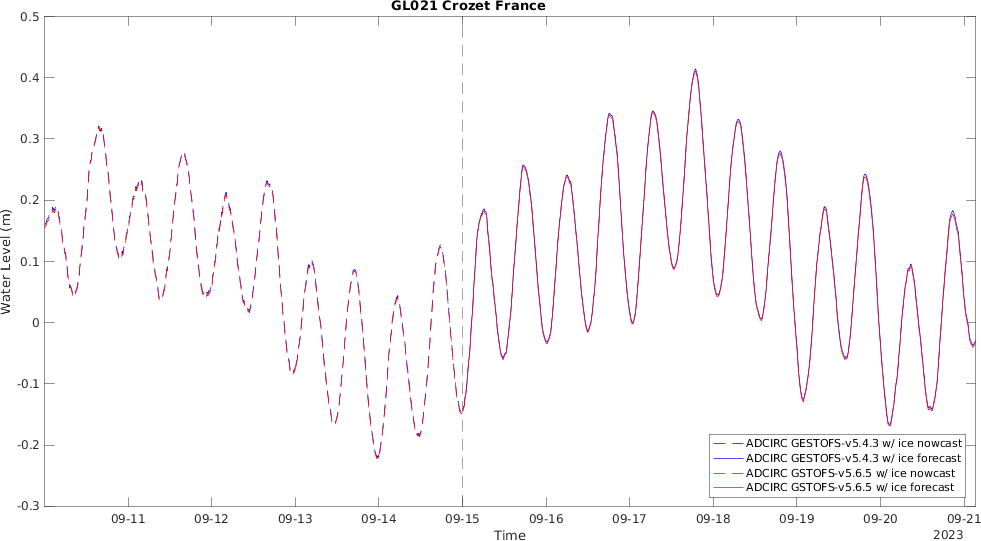 GL021 Crozet France
0.5
0.4
0.3
0.2
0.1
0
-0.1
-0.2
-0.3
Water Level (m)
09-11 09-12 09-13 09-14 09-15 09-16 09-17 09-18 09-19 09-20 09-21
Time
2023
ADCIRC GESTOFS-v5.4.3 w/ ice nowcast
ADCIRC GESTOFS-v5.4.3 w/ ice forecast
ADCIRC GSTOFS-v5.6.5 w/ ice nowcast
ADCIRC GSTOFS-v5.6.5 w/ ice forecast